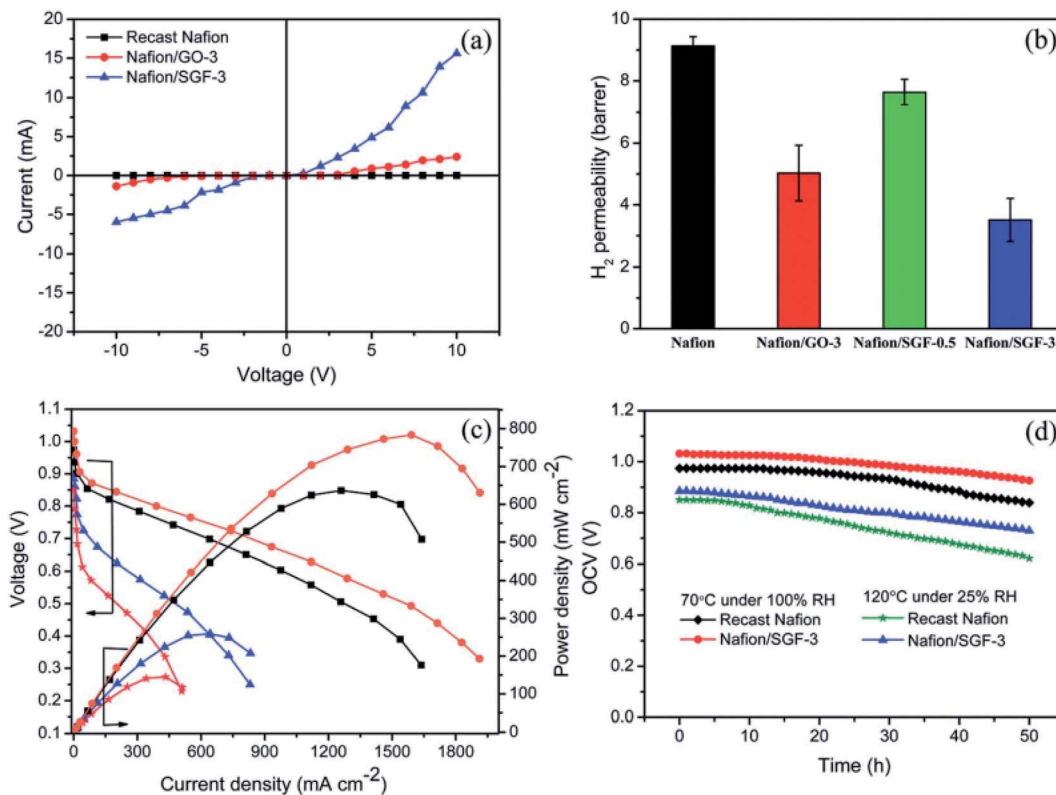 (a)
Recast Nafion
Nafion/GO-3
Nafion/SGF-3
20
15
10
5
0
-5
-10
-15
-20
Current (mA)
-10 -5 0 5 10
Voltage (V)
(b)
10
8
6
4
2
0
H2 permeability (barrer)
Nafion Nafion/GO-3 Nafion/SGF-0.5 Nafion/SGF-3
(c)
1.1
1.0
0.9
0.8
0.7
0.6
0.5
0.4
0.3
0.2
0.1
Voltage (V)
800
700
600
500
400
300
200
100
0
Power density (mW cm-2)
0 300 600 900 1200 1500 1800
Current density (mA cm-2)
(d)
1.2
1.0
0.8
0.6
0.4
0.2
0.0
OCV (V)
70°C under 100% RH
Recast Nafion
Nafion/SGF-3
120°C under 25% RH
Recast Nafion
Nafion/SGF-3
0 10 20 30 40 50
Time (h)